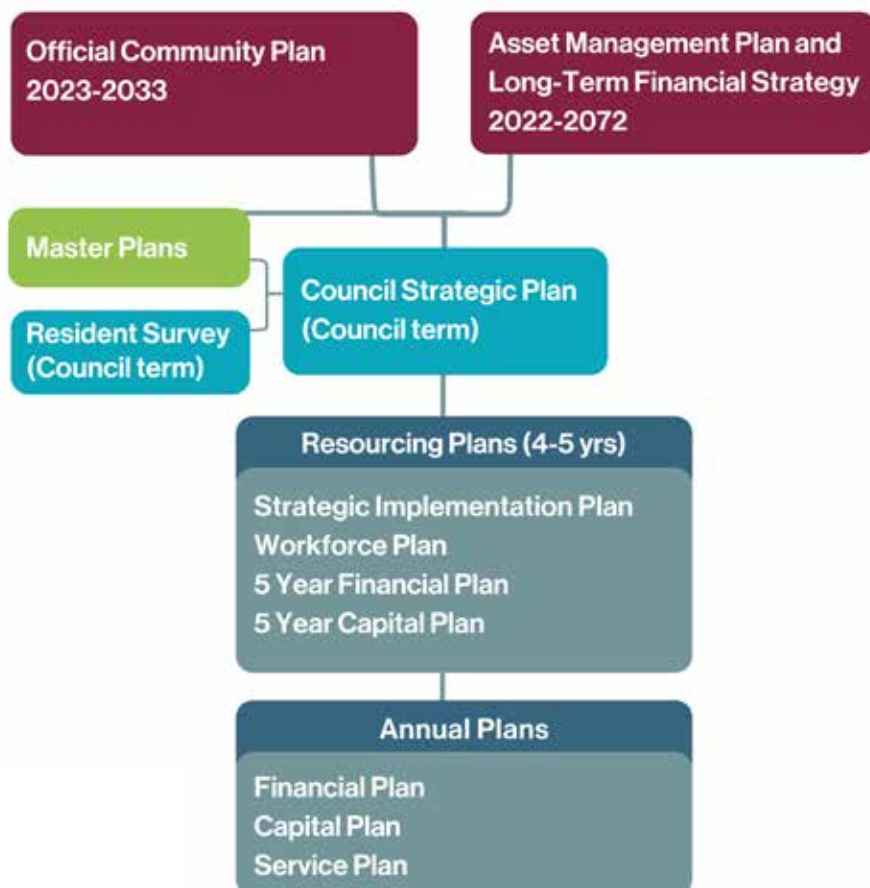 Official Community Plan
2023-2033
Asset Management Plan and
Long-Term Financial Strategy
2022-2072
Master Plans
Resident Survey
(Council term)
Council Strategic Plan
(Council term)
Resourcing Plans (4-5 yrs)
Strategic Implementation Plan
Workforce Plan
5 Year Financial Plan
5 Year Capital Plan
Annual Plans
Financial Plan
Capital Plan
Service Plan